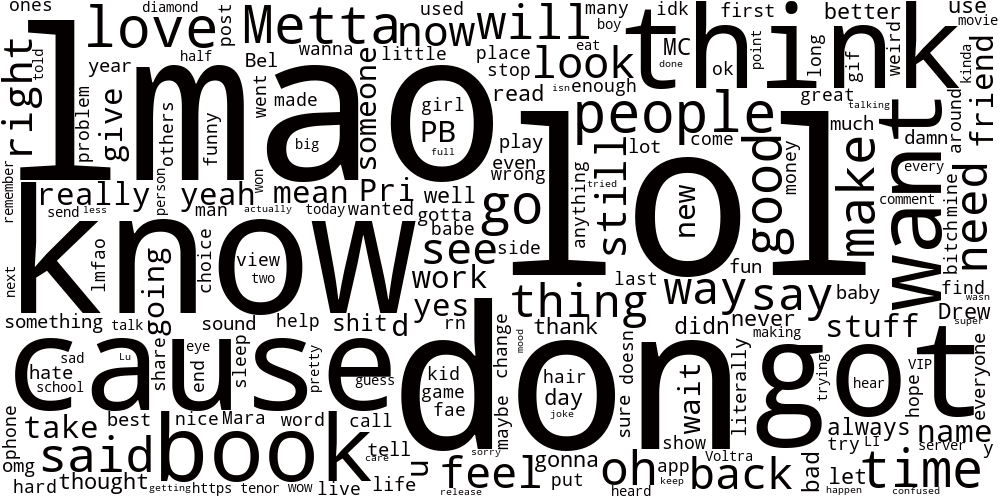 ones
diamond
post
love
Metta
now
used
will
many
boy
idk
first
better
use
movie
think
MC
done
ok
point
long
gif
weird
kinda
friend
right
told
year
half
Bel
wanna
little
place
stop
look
eat
isn
enough
read
lmao
problem
give
others
funny
went
made
big
someone
girl
PB
full
play
even
wrong
people
lot
come
great
talking
much
damn
every
want
around
need
remember
really
person
yeah
won
mean
Pri
well
go
anything
tried
still
lol
new
good
money
make
comment
bitch
mine
send
less
man
actually
today
wanted
gotta
babe
see
side
fun
know
next
lmfao
going
choice
view
two
work
yes
last
way
say
baby
find
wasn
thing
Drew
super
something
talk
sound
help
shit
d
rn
change
mood
thank
didn
never
making
stuff
everyone
cause
sad
hate
school
Lu
share
eye
end
sleep
pretty
guess
don
kid
game
fae
hair
day
joke
doesn
sure
wait
literally
got
trying
hear
VIP
hope
phone
take
best
nice
Mara
word
call
maybe
always
name
omg
said
book
tell
care
sorry
gonna
show
Voltra
try
LI
server
y
hard
thought
getting
https
tenor
wow
live
life
u
feel
release
put
oh
heard
app
keep
back
bad
let
happen
time
confused